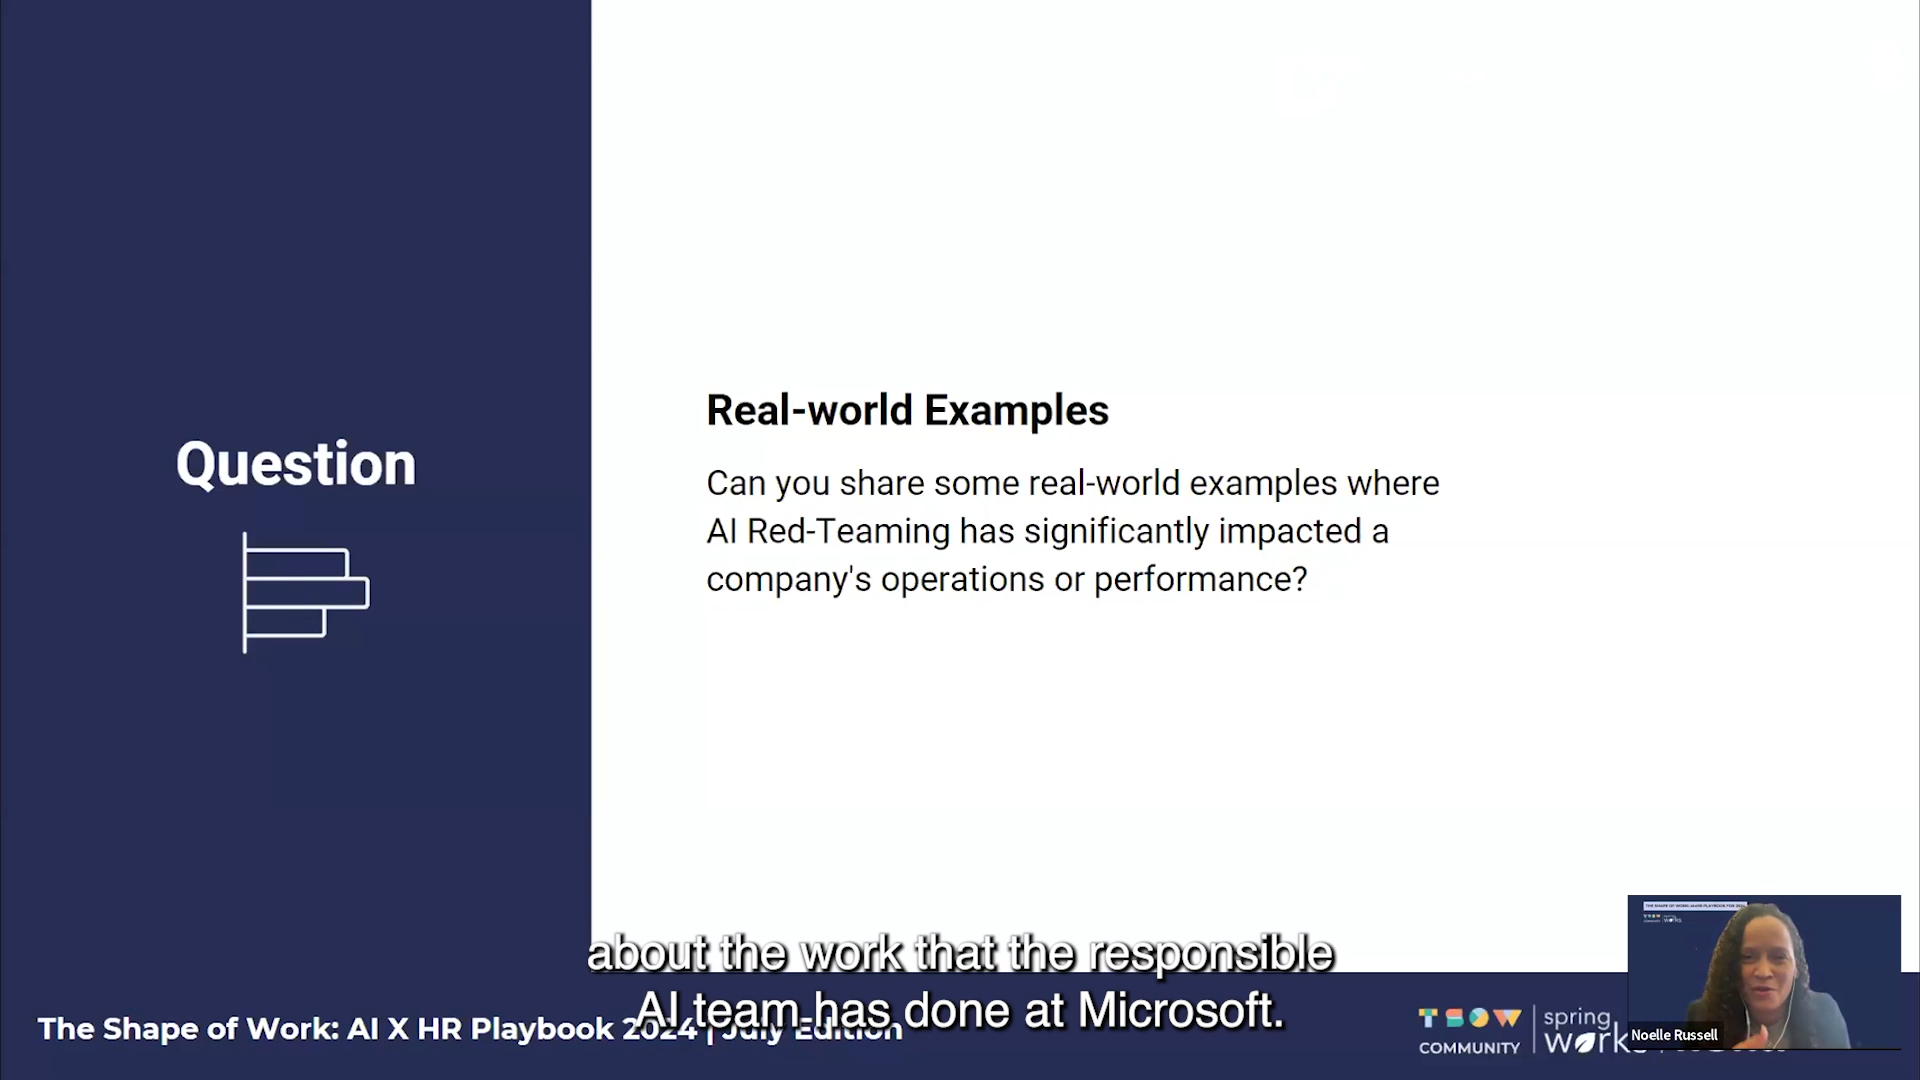 Question
Real-world Examples
Can you share some real-world examples where
AI Red-Teaming has significantly impacted a
company's operations or performance?
about the work that the responsible
AI team has done at Microsoft.
The Shape of Work: AI X HR Playbook 2024 | July Edition
TSOW
COMMUNITY
spring
works
Noelle Russell